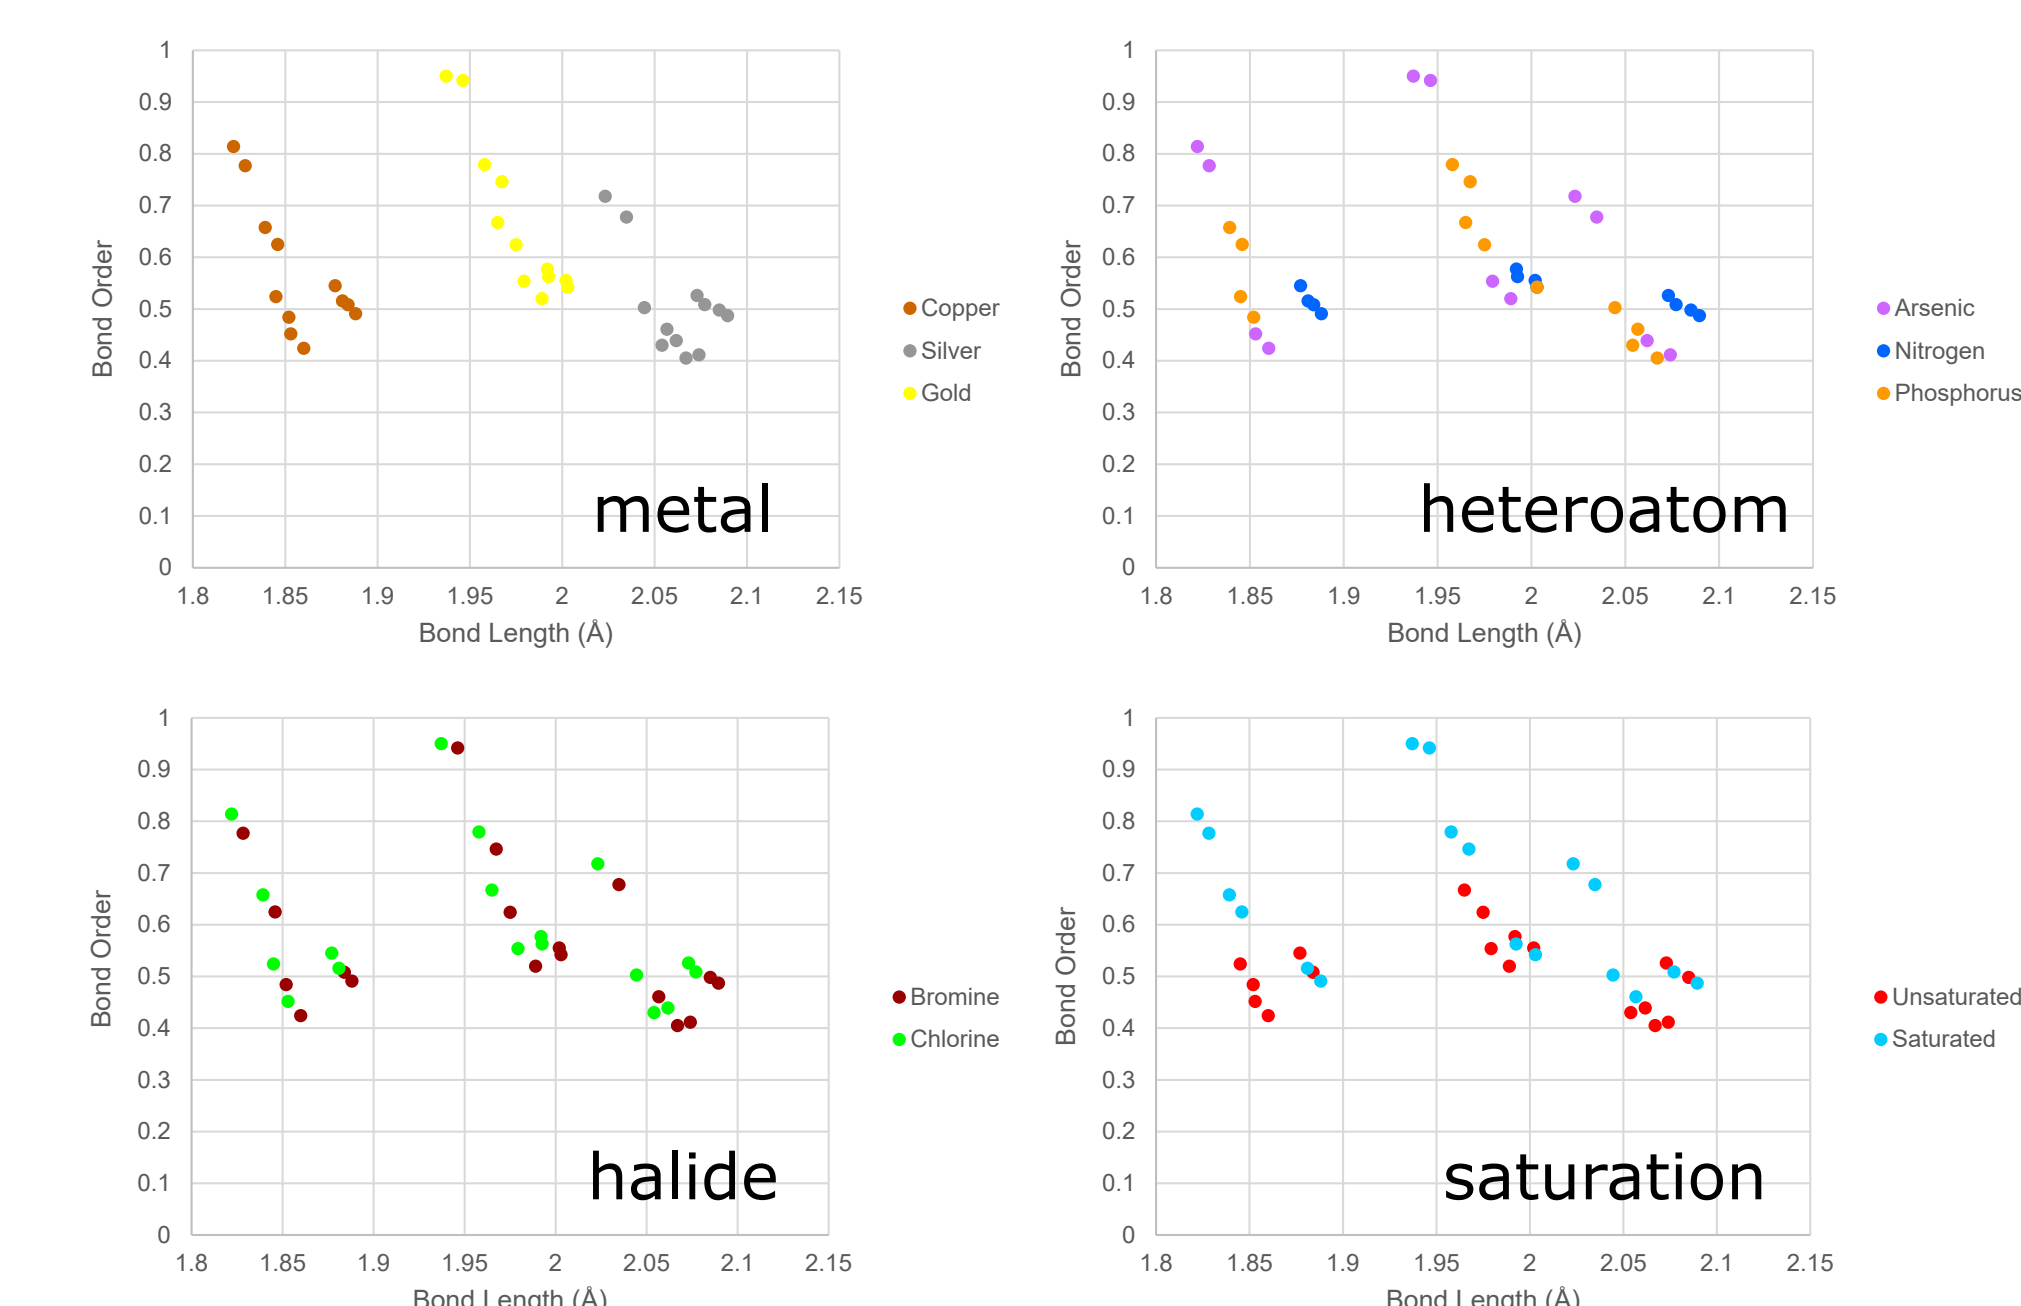 1
0.9
0.8
0.7
0.6
0.5
0.4
0.3
0.2
0.1
0
1.8 1.85 1.9 1.95 2 2.05 2.1 2.15
Bond Order
Bond Length (Å)
Copper
Silver
Gold
metal
1
0.9
0.8
0.7
0.6
0.5
0.4
0.3
0.2
0.1
0
1.8 1.85 1.9 1.95 2 2.05 2.1 2.15
Bond Order
Bond Length (Å)
Arsenic
Nitrogen
Phosphorus
heteroatom
1
0.9
0.8
0.7
0.6
0.5
0.4
0.3
0.2
0.1
0
1.8 1.85 1.9 1.95 2 2.05 2.1 2.15
Bond Order
Bond Length (Å)
Bromine
Chlorine
halide
1
0.9
0.8
0.7
0.6
0.5
0.4
0.3
0.2
0.1
0
1.8 1.85 1.9 1.95 2 2.05 2.1 2.15
Bond Order
Bond Length (Å)
Unsaturated
Saturated
saturation